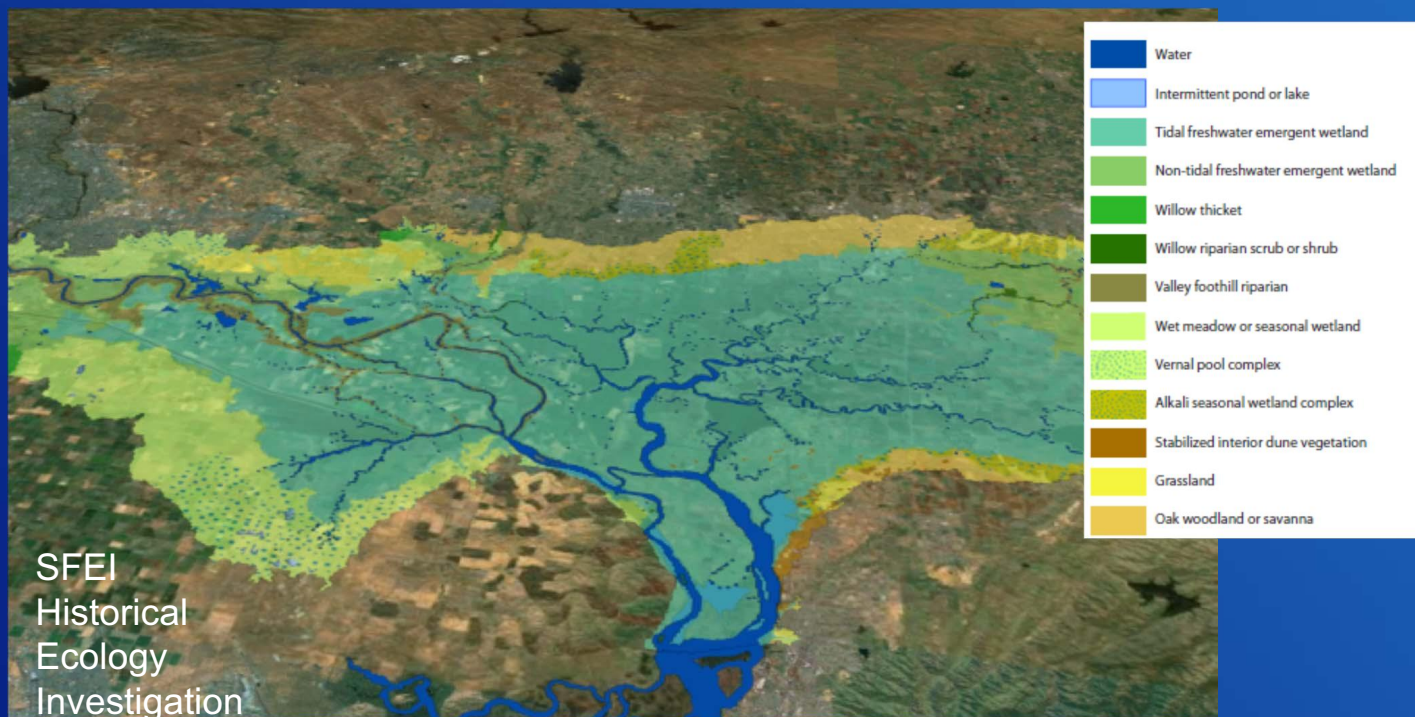 Water
Intermittent pond or lake
Tidal freshwater emergent wetland
Non-tidal freshwater emergent wetland
Willow thicket
Willow riparian scrub or shrub
Valley foothill riparian
Wet meadow or seasonal wetland
Vernal pool complex
Alkali seasonal wetland complex
Stabilized interior dune vegetation
Grassland
Oak woodland or savanna
SFEI
Historical
Ecology
Investigation